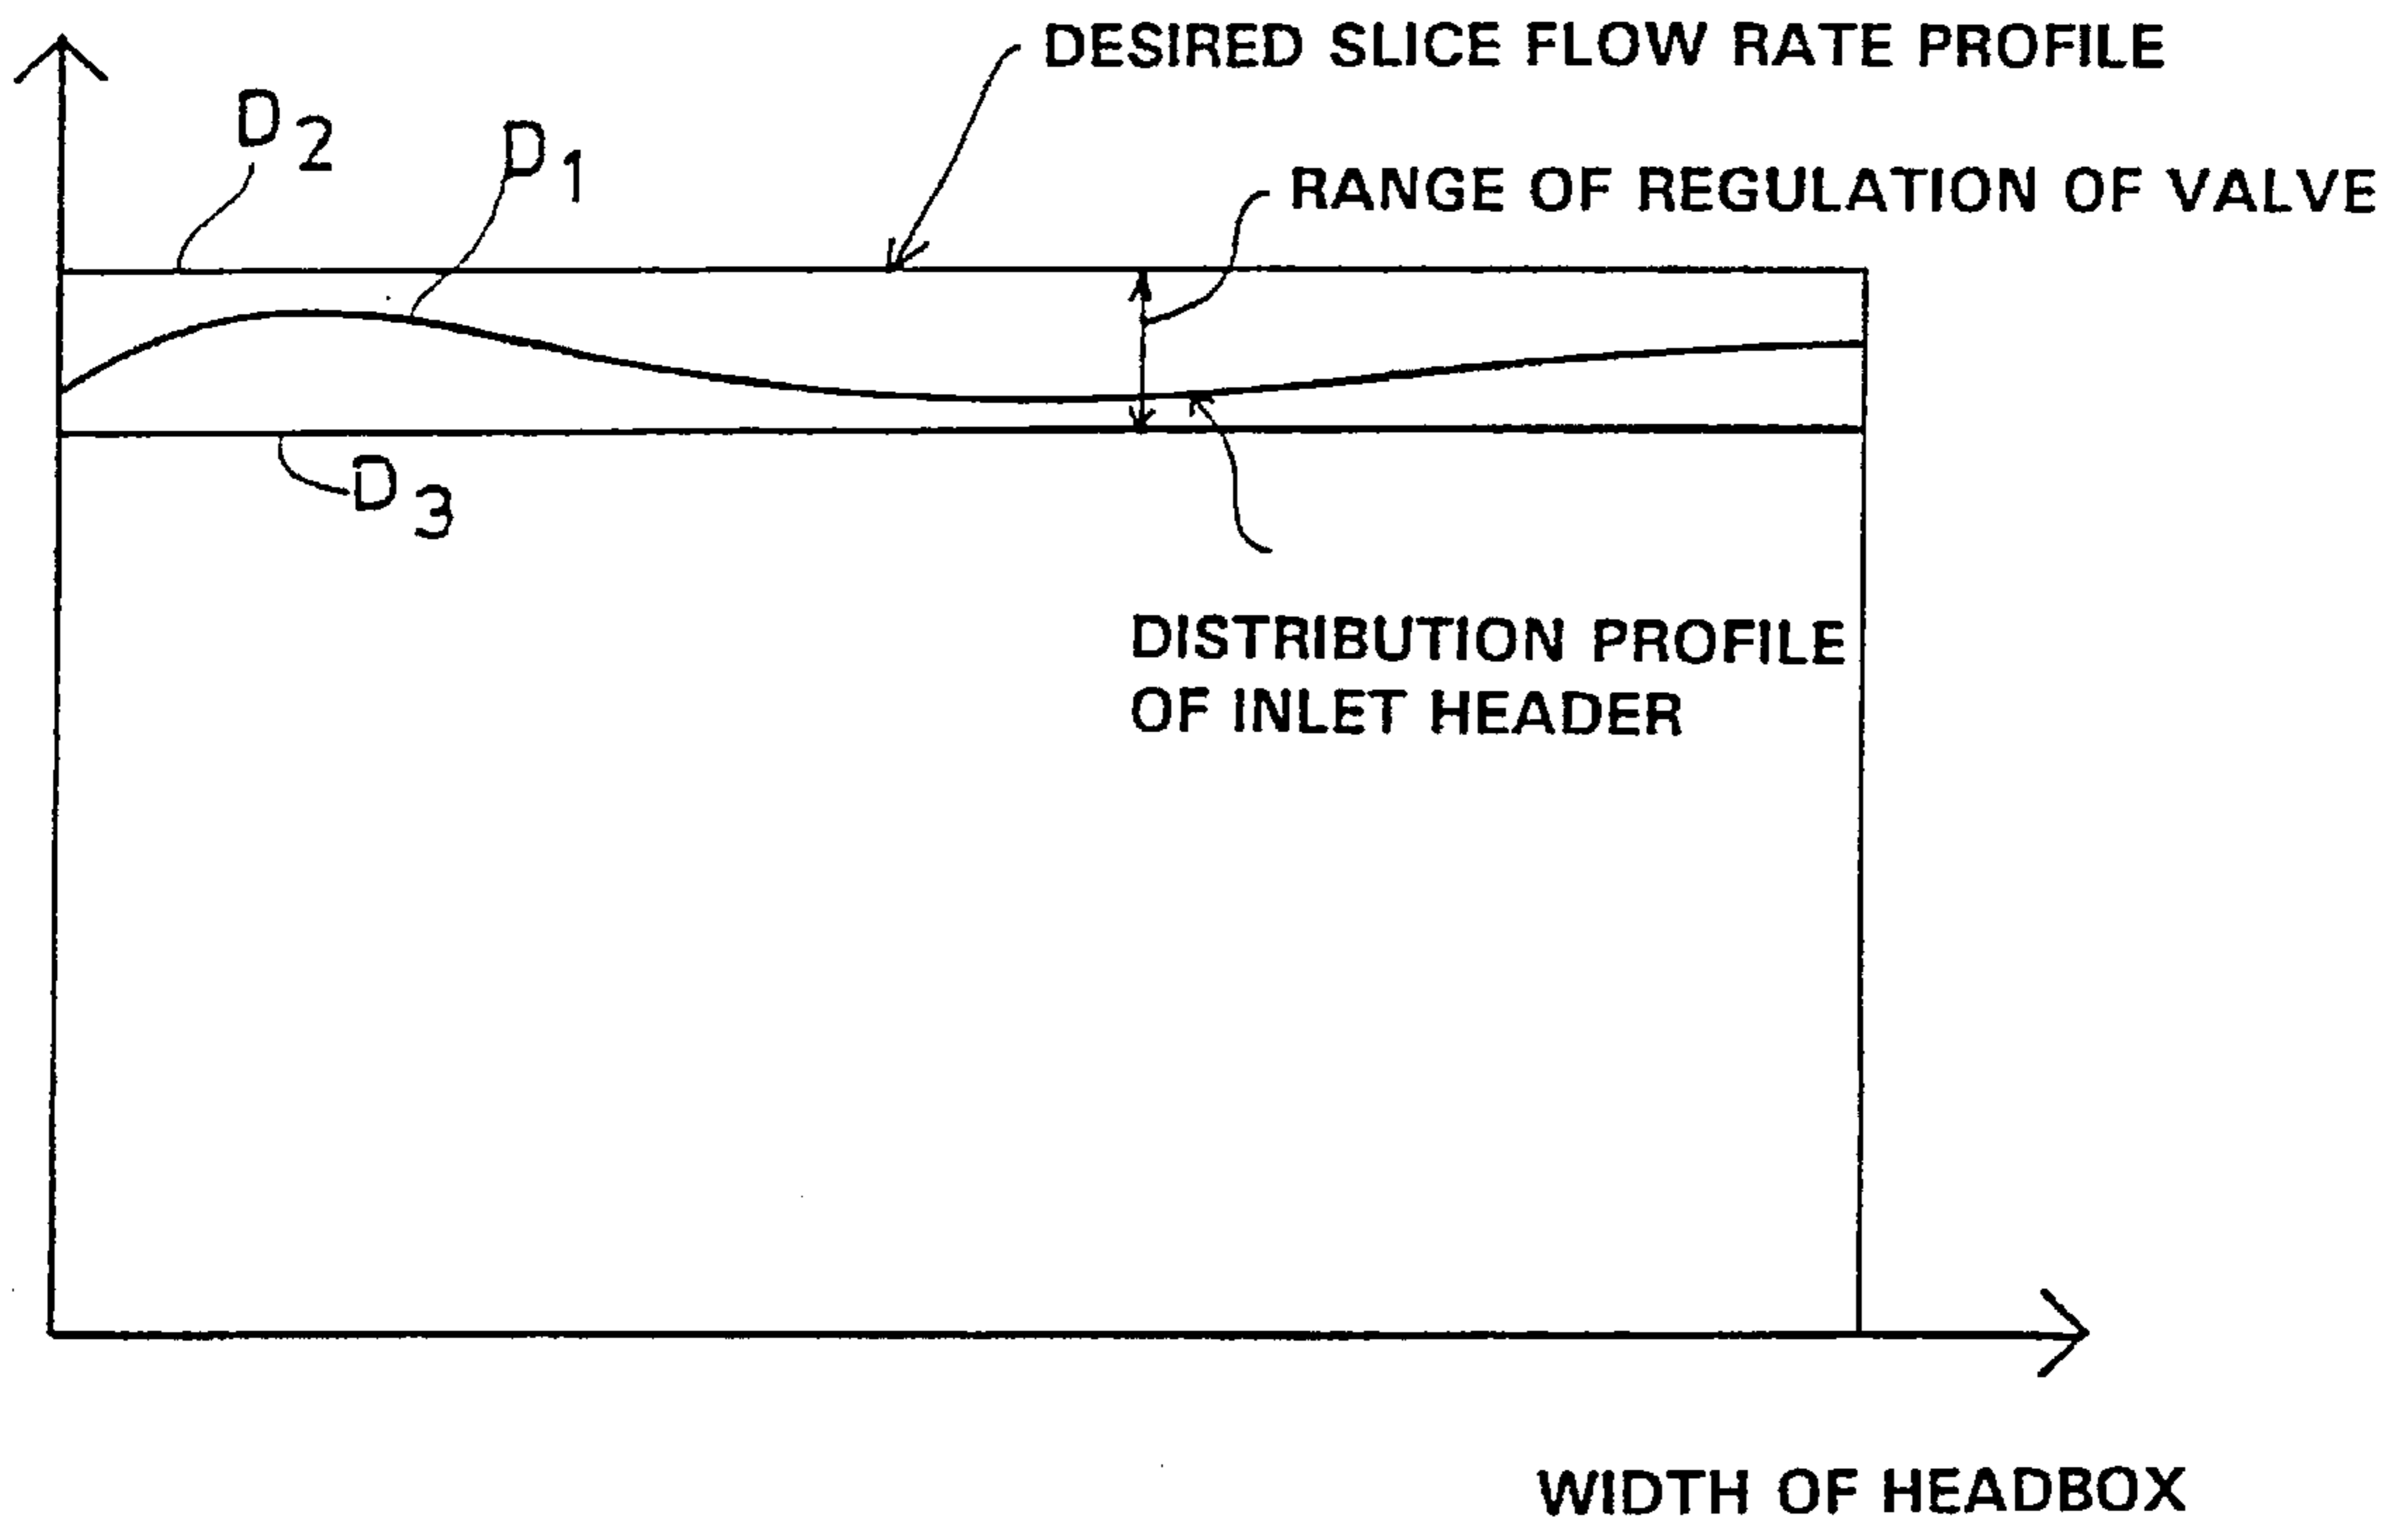 DESIRED SLICE FLOW RATE PROFILE
D2
D1
RANGE OF REGULATION OF VALVE
D3
DISTRIBUTION PROFILE
OF INLET HEADER
WIDTH OF HEADBOX